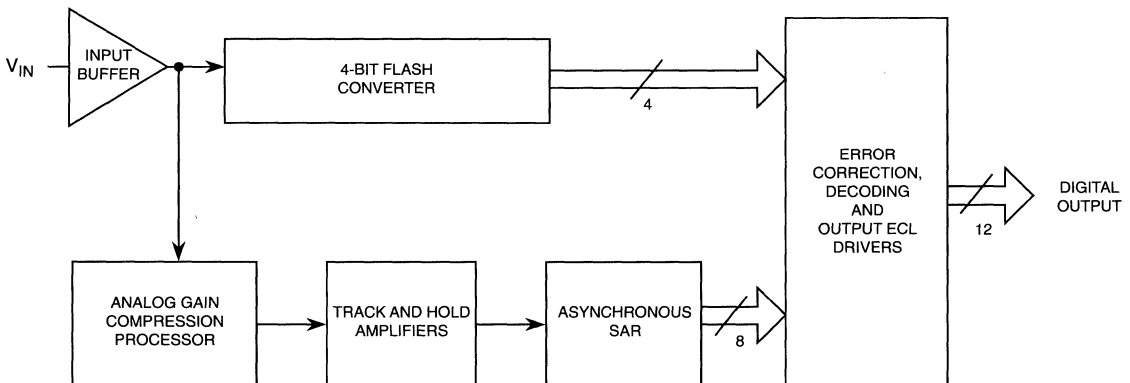 V_IN
INPUT
BUFFER
4-BIT FLASH
CONVERTER
4
ERROR
CORRECTION,
DECODING
AND
OUTPUT ECL
DRIVERS
12
DIGITAL
OUTPUT
ANALOG GAIN
COMPRESSION
PROCESSOR
TRACK AND HOLD
AMPLIFIERS
ASYNCHRONOUS
SAR
8